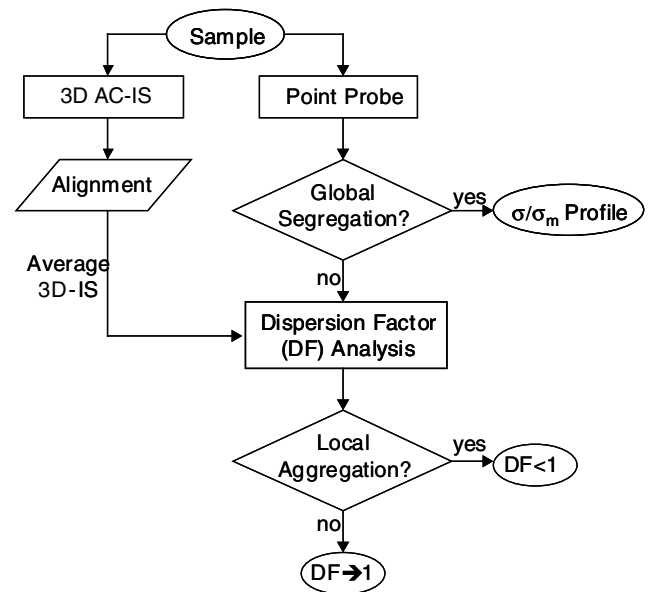 Sample
3D AC-IS
Point Probe
Alignment
Global
Segregation?
yes
σ/σm Profile
Average
3D-IS
no
Dispersion Factor
(DF) Analysis
Local
Aggregation?
yes
DF<1
no
DF➔1